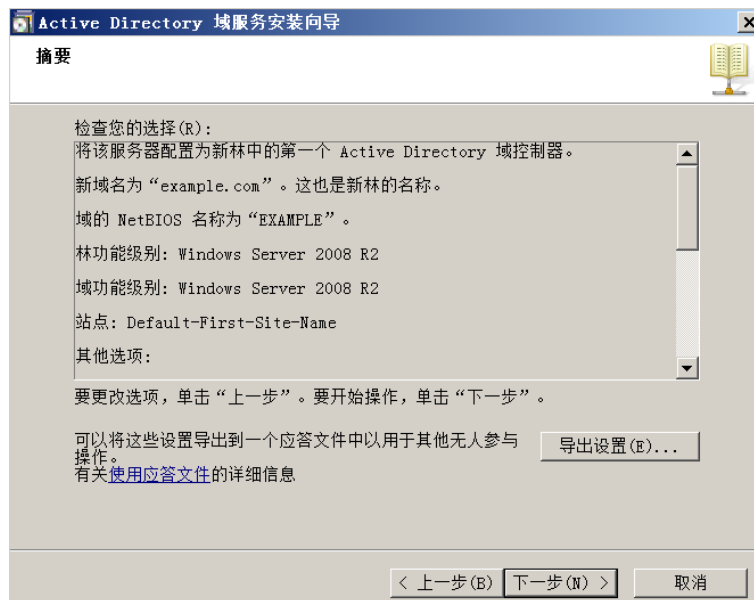 Active Directory 域服务安装向导
摘要
检查您的选择(R):
将该服务器配置为新林中的第一个 Active Directory 域控制器。
新域名为“example.com”。这也是新林的名称。
域的 NetBIOS 名称为“EXAMPLE”。
林功能级别: Windows Server 2008 R2
域功能级别: Windows Server 2008 R2
站点: Default-First-Site-Name
其他选项:
要更改选项，单击“上一步”。要开始操作，单击“下一步”。
可以将这些设置导出到一个应答文件中以用于其他无人参与
操作。
导出设置(E)...
有关使用应答文件的详细信息
< 上一步(B)
下一步(N) >
取消